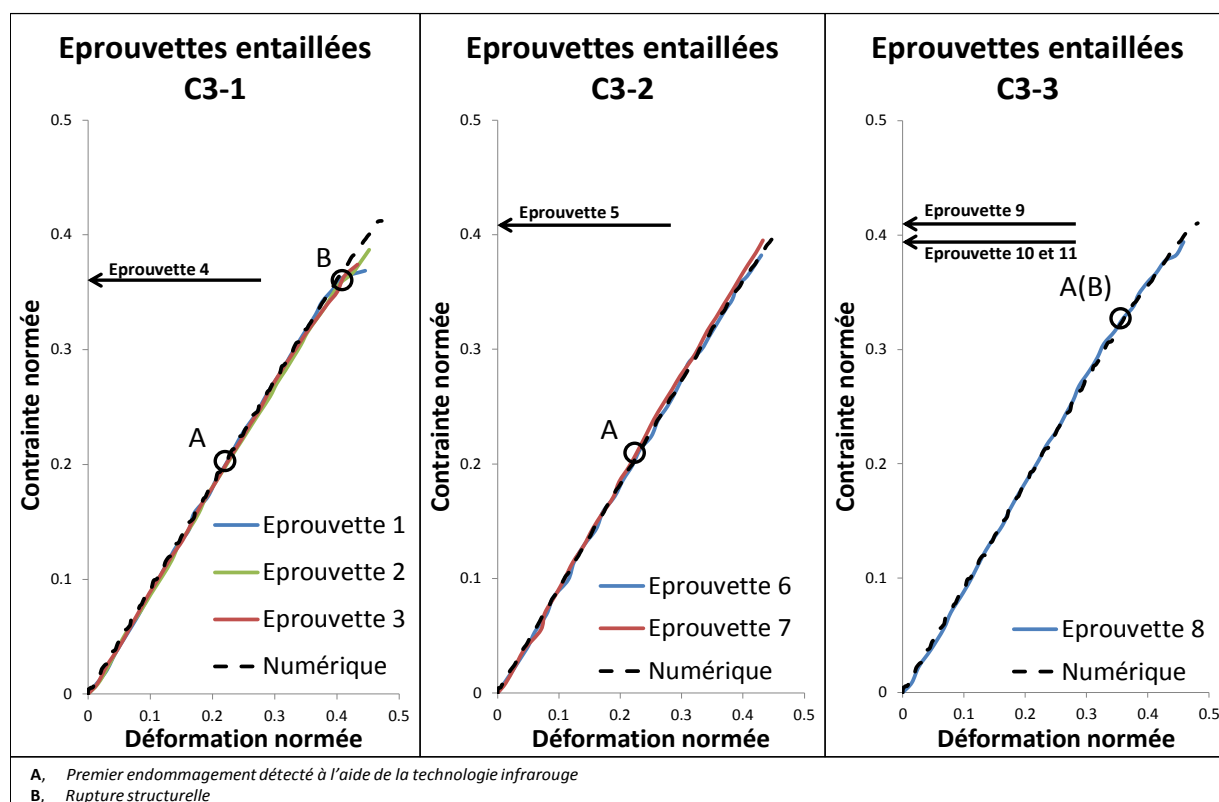 Eprouvettes entaillées
C3-1
0.5
0.4
0.3
0.2
0.1
0
0
0.1
0.2
0.3
0.4
0.5
Contrainte normée
Déformation normée
Eprouvette 4
B
A
Eprouvette 1
Eprouvette 2
Eprouvette 3
Numérique
Eprouvettes entaillées
C3-2
0.5
0.4
0.3
0.2
0.1
0
0
0.1
0.2
0.3
0.4
0.5
Contrainte normée
Déformation normée
Eprouvette 5
A
Eprouvette 6
Eprouvette 7
Numérique
Eprouvettes entaillées
C3-3
0.5
0.4
0.3
0.2
0.1
0
0
0.1
0.2
0.3
0.4
0.5
Contrainte normée
Déformation normée
Eprouvette 9
Eprouvette 10 et 11
A(B)
Eprouvette 8
Numérique
A, Premier endommagement détecté à l'aide de la technologie infrarouge
B, Rupture structurelle